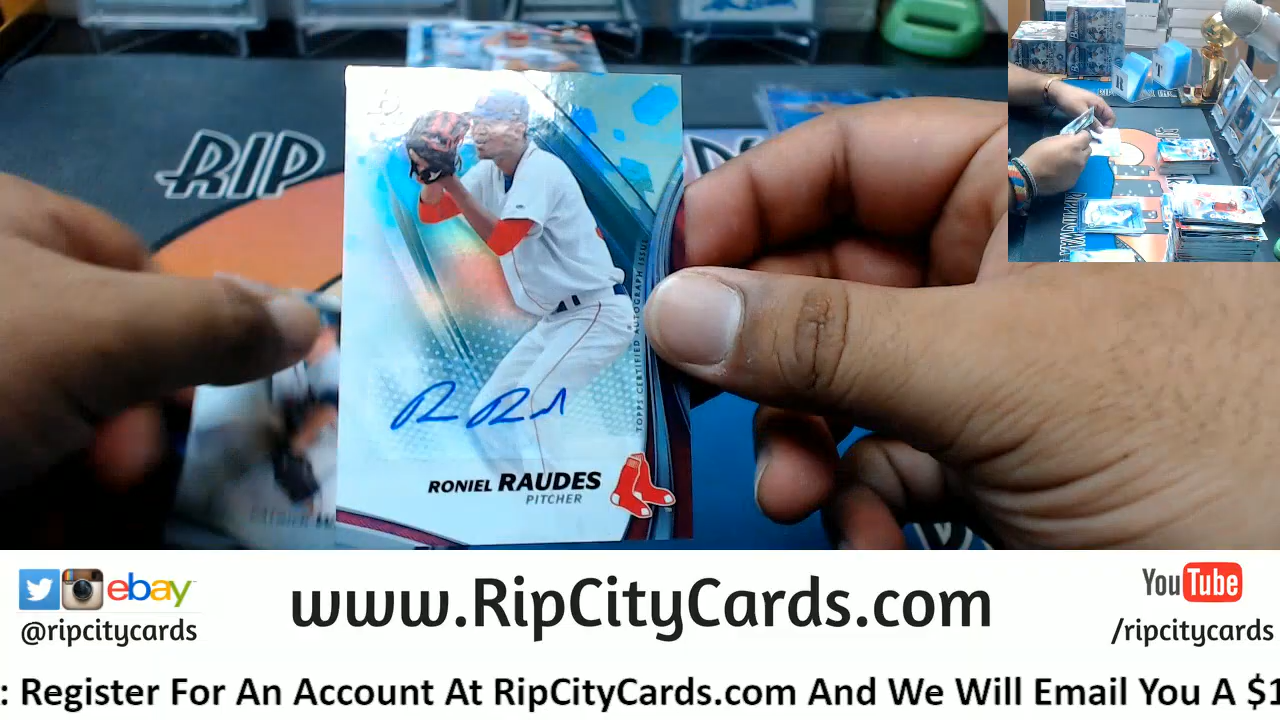 RIP
TOPPS CERTIFIED AUTOGRAPH ISSUE
RONIEL RAUDES
PITCHER
ebay
@ripcitycards
www.RipCityCards.com
YouTube
/ripcitycards
: Register For An Account At RipCityCards.com And We Will Email You A $1